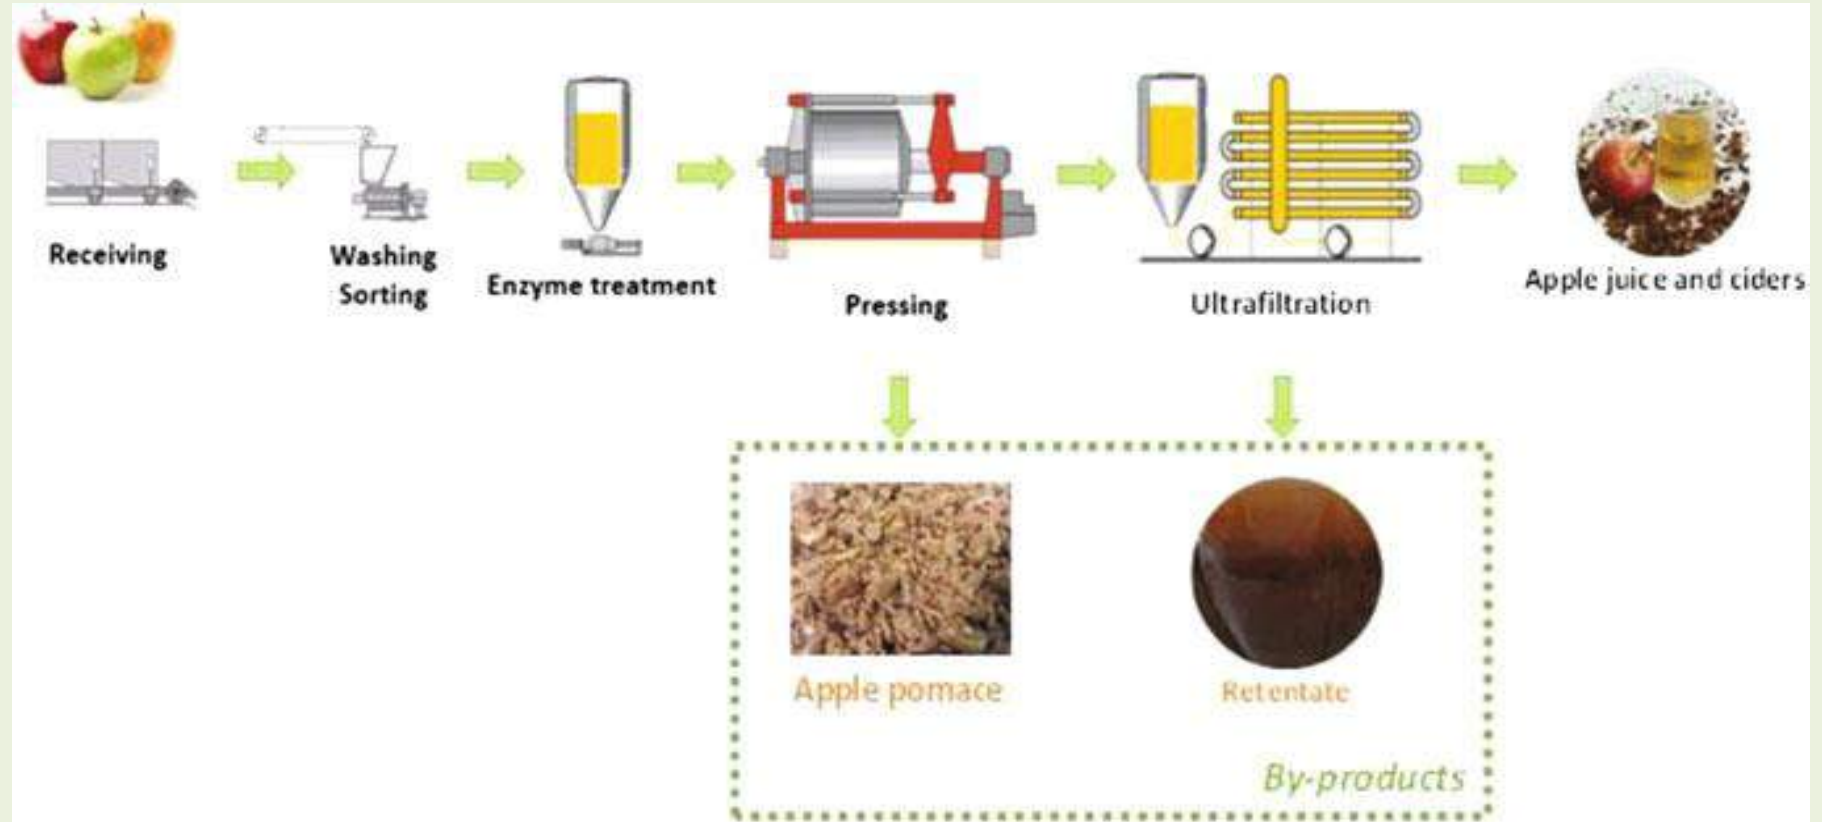 Receiving
Washing
Sorting
Enzyme treatment
Pressing
Ultrafiltration
Apple juice and ciders
Apple pomace
Retentate
By-products